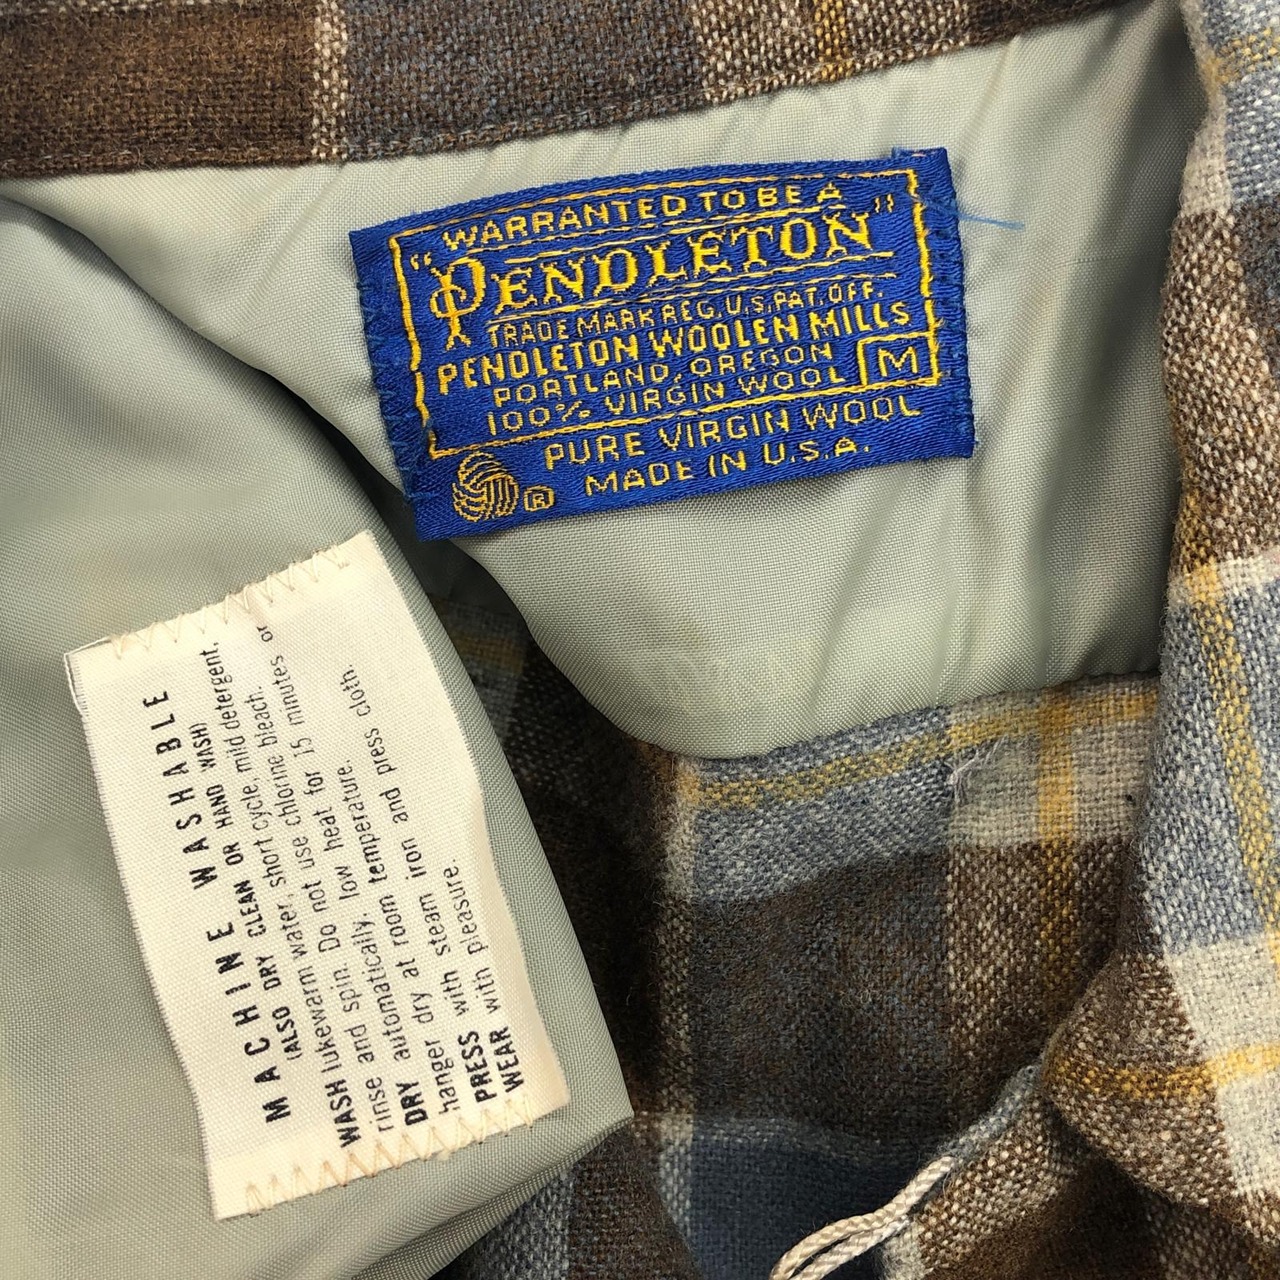 WARRANTED TO BE A
"PENDLETON"
TRADE MARK REG. U.S. PAT. OFF.
PENDLETON WOOLEN MILLS
PORTLAND, OREGON
100% VIRGIN WOOL M
PURE VIRGIN WOOL
® MADE IN U.S.A.
MACHINE WASHABLE
(ALSO DRY CLEAN OR HAND WASH)
WASH lukewarm water, short cycle, mild detergent,
rinse and spin. Do not use chlorine bleach.
DRY automatically, low heat for 15 minutes or
hanger dry at room temperature.
PRESS with steam iron and press cloth.
WEAR with pleasure.